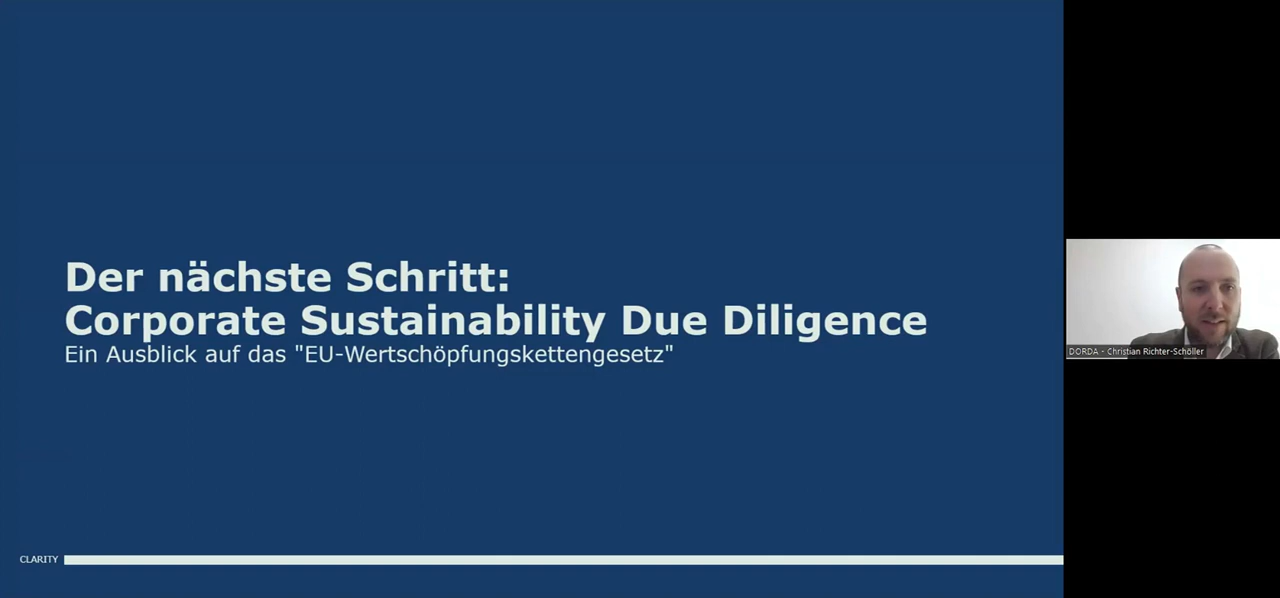 Der nächste Schritt:
Corporate Sustainability Due Diligence
Ein Ausblick auf das "EU-Wertschöpfungskettengesetz"
DORDA - Christian Richter-Schöller
CLARITY